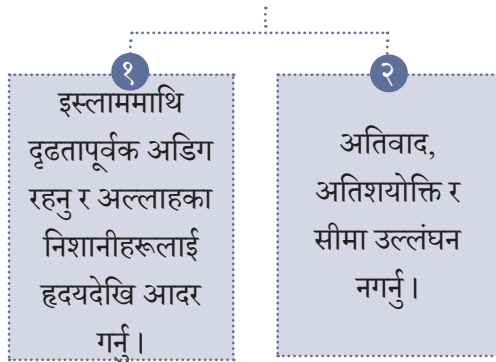 १
इस्लाममाथि
दृढतापूर्वक अडिग
रहनु र अल्लाहका
निशानीहरूलाई
हृदयदेखि आदर
गर्नु ।
२
अतिवाद,
अतिशयोक्ति र
सीमा उल्लंघन
नगर्नु ।